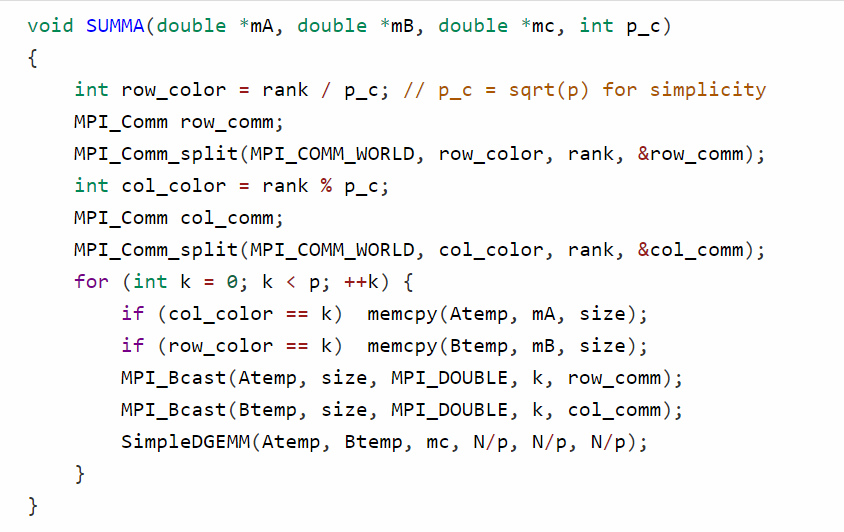 void SUMMA(double *mA, double *mB, double *mc, int p_c)
{
    int row_color = rank / p_c; // p_c = sqrt(p) for simplicity
    MPI_Comm row_comm;
    MPI_Comm_split(MPI_COMM_WORLD, row_color, rank, &row_comm);
    int col_color = rank % p_c;
    MPI_Comm col_comm;
    MPI_Comm_split(MPI_COMM_WORLD, col_color, rank, &col_comm);
    for (int k = 0; k < p; ++k) {
        if (col_color == k)  memcpy(Atemp, mA, size);
        if (row_color == k)  memcpy(Btemp, mB, size);
        MPI_Bcast(Atemp, size, MPI_DOUBLE, k, row_comm);
        MPI_Bcast(Btemp, size, MPI_DOUBLE, k, col_comm);
        SimpleDGEMM(Atemp, Btemp, mc, N/p, N/p, N/p);
    }
}